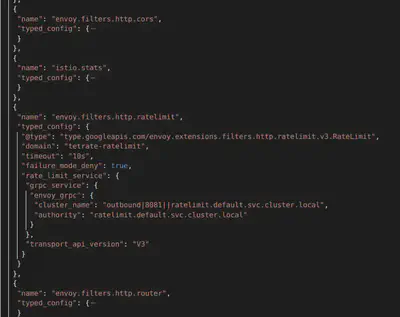 },
{
"name": "envoy.filters.http.cors",
"typed_config": {⋯
}
},
{
"name": "istio.stats",
"typed_config": {⋯
}
},
{
"name": "envoy.filters.http.ratelimit",
"typed_config": {
"@type": "type.googleapis.com/envoy.extensions.filters.http.ratelimit.v3.RateLimit",
"domain": "tetrate-ratelimit",
"timeout": "10s",
"failure_mode_deny": true,
"rate_limit_service": {
"grpc_service": {
"envoy_grpc": {
"cluster_name": "outbound|8081||ratelimit.default.svc.cluster.local",
"authority": "ratelimit.default.svc.cluster.local"
}
},
"transport_api_version": "V3"
}
}
},
{
"name": "envoy.filters.http.router",
"typed_config": {⋯
}